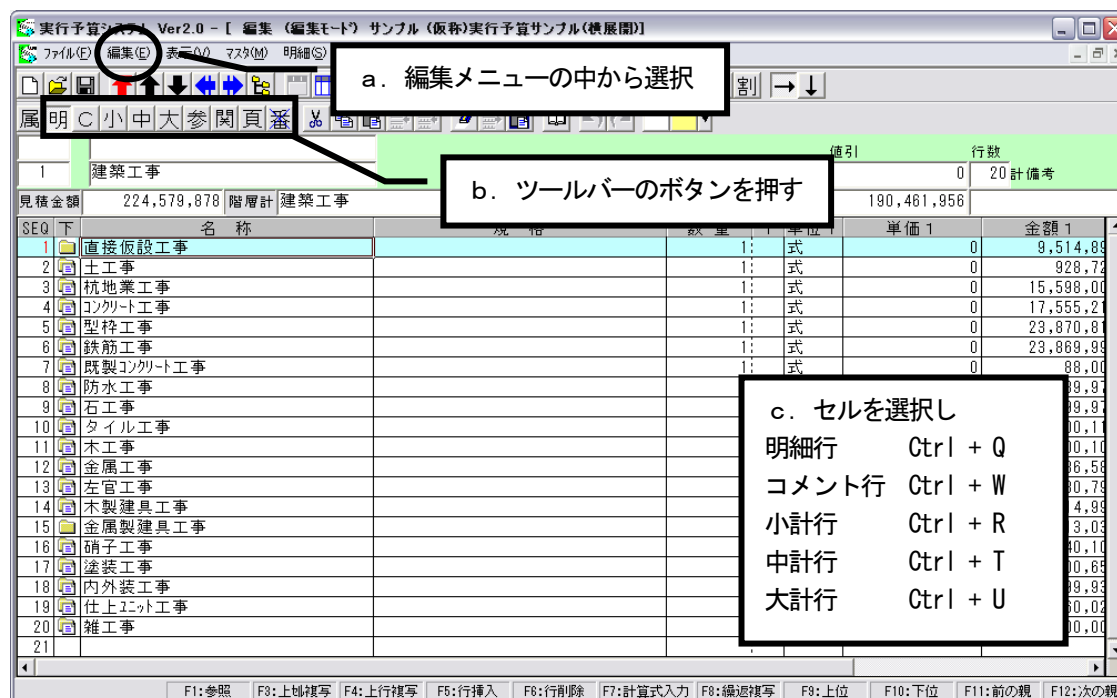 実行予算システム Ver2.0 - [ 編集 (編集モード) サンプル (仮称)実行予算サンプル(横展開)]
ファイル(F) 編集(E) 表示(V) マスタ(M) 明細(S)
a. 編集メニューの中から選択
割 → ↓
属 明 C 小 中 大 参 関 頁 番
b. ツールバーのボタンを押す
値引 行数
1 建築工事 0 20 計備考
見積金額 224,579,878 階層計 建築工事 190,461,956
SEQ 下 名 称 規 格 数 量 単位1 単価1 金額1
1 直接仮設工事 1 式 0 9,514,89
2 土工事 1 式 0 928,72
3 杭地業工事 1 式 0 15,598,00
4 コンクリート工事 1 式 0 17,555,21
5 型枠工事 1 式 0 23,870,81
6 鉄筋工事 1 式 0 23,869,99
7 既製コンクリート工事 1 式 0 88,00
8 防水工事
9 石工事
10 タイル工事
11 木工事
12 金属工事
13 左官工事
14 木製建具工事
15 金属製建具工事
16 硝子工事
17 塗装工事
18 内外装工事
19 仕上ユニット工事
20 雑工事
21
c. セルを選択し
明細行 Ctrl + Q
コメント行 Ctrl + W
小計行 Ctrl + R
中計行 Ctrl + T
大計行 Ctrl + U
F1:参照 F3:上セル複写 F4:上行複写 F5:行挿入 F6:行削除 F7:計算式入力 F8:繰返複写 F9:上位 F10:下位 F11:前の親 F12:次の親